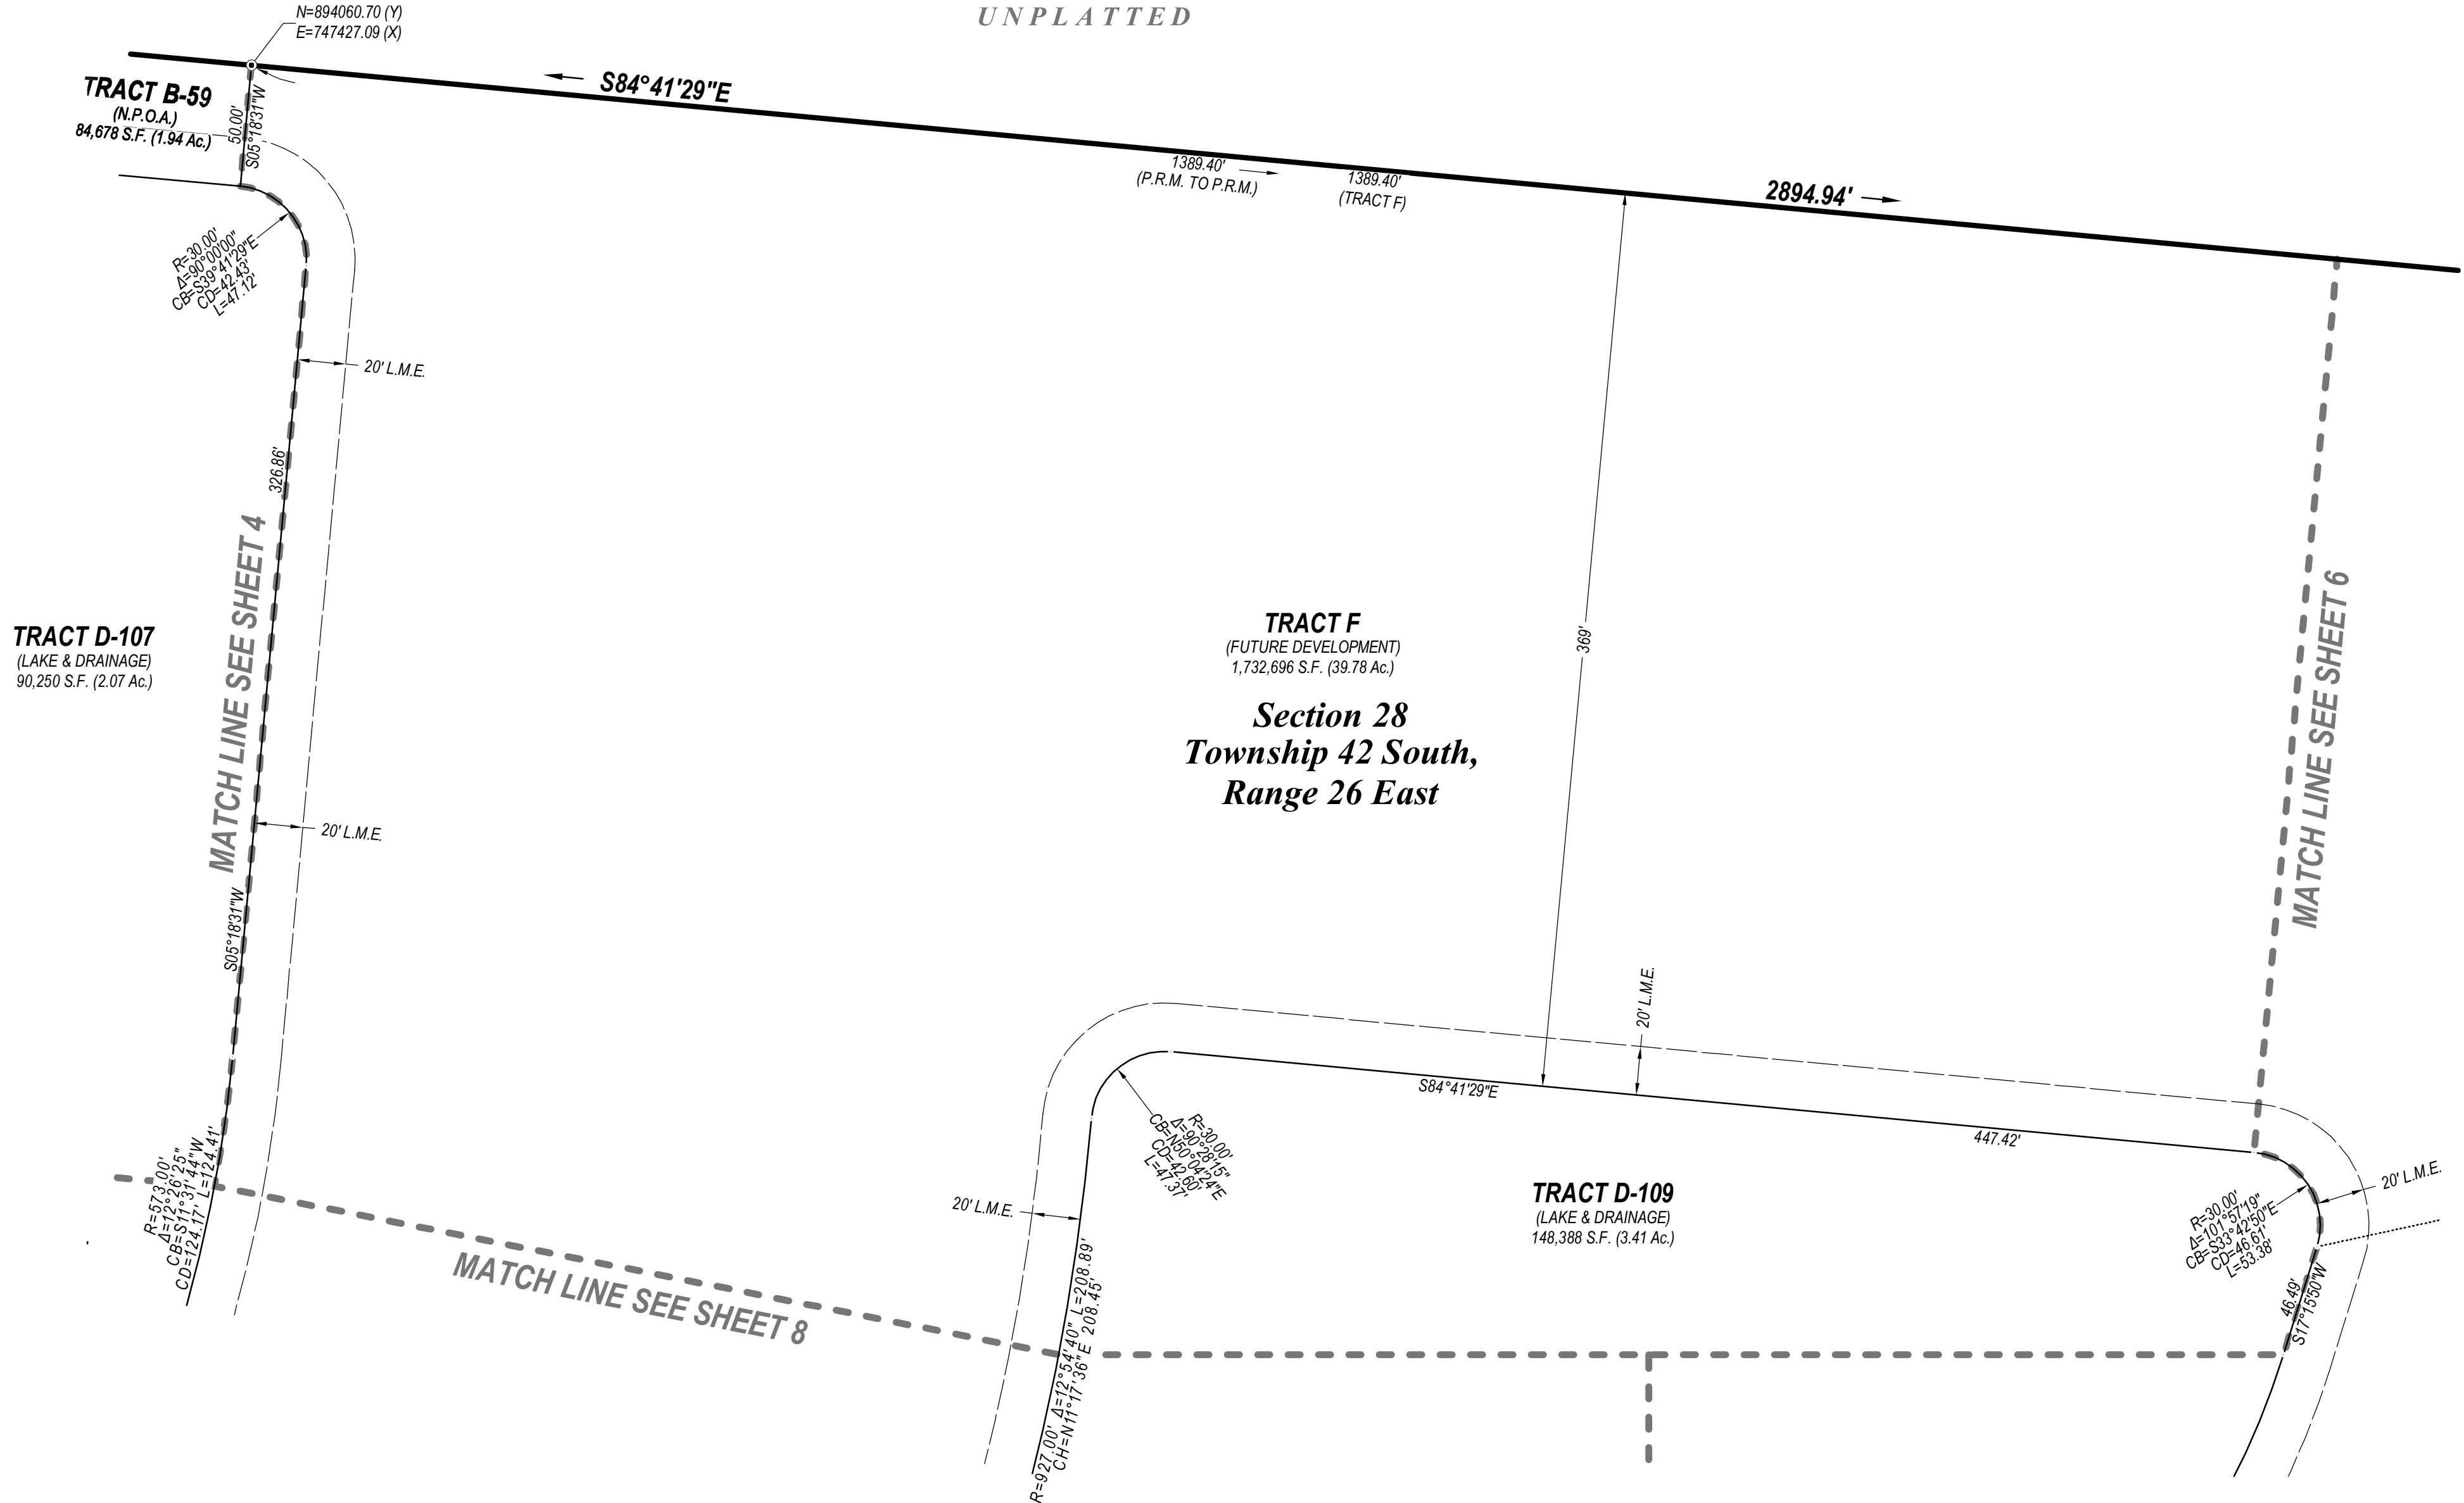 N=894060.70 (Y)
E=747427.09 (X)
UNPLATTED
TRACT B-59
(N.P.O.A.)
84,678 S.F. (1.94 Ac.)
50.00'
S05°18'31"W
S84°41'29"E
1389.40'
(P.R.M. TO P.R.M.)
1389.40'
(TRACT F)
2894.94'
R=30.00'
Δ=90°00'00"
CB=S39°41'29"E
CD=42.43'
L=47.12'
20' L.M.E.
326.86'
MATCH LINE SEE SHEET 4
TRACT D-107
(LAKE & DRAINAGE)
90,250 S.F. (2.07 Ac.)
20' L.M.E.
S05°18'31"W
TRACT F
(FUTURE DEVELOPMENT)
1,732,696 S.F. (39.78 Ac.)
Section 28
Township 42 South,
Range 26 East
369'
MATCH LINE SEE SHEET 6
20' L.M.E.
S84°41'29"E
447.42'
R=30.00'
Δ=90°28'15"
CB=N50°04'24"E
CD=42.60'
L=47.37'
R=573.00'
Δ=12°26'25"
CB=S11°31'44"W
CD=124.17' L=124.41'
20' L.M.E.
TRACT D-109
(LAKE & DRAINAGE)
148,388 S.F. (3.41 Ac.)
20' L.M.E.
R=30.00'
Δ=101°57'19"
CB=S33°42'50"E
CD=46.61'
L=53.38'
46.49'
S17°15'50"W
MATCH LINE SEE SHEET 8
R=927.00' Δ=12°54'40" L=208.89'
CH=N11°17'36"E 208.45'